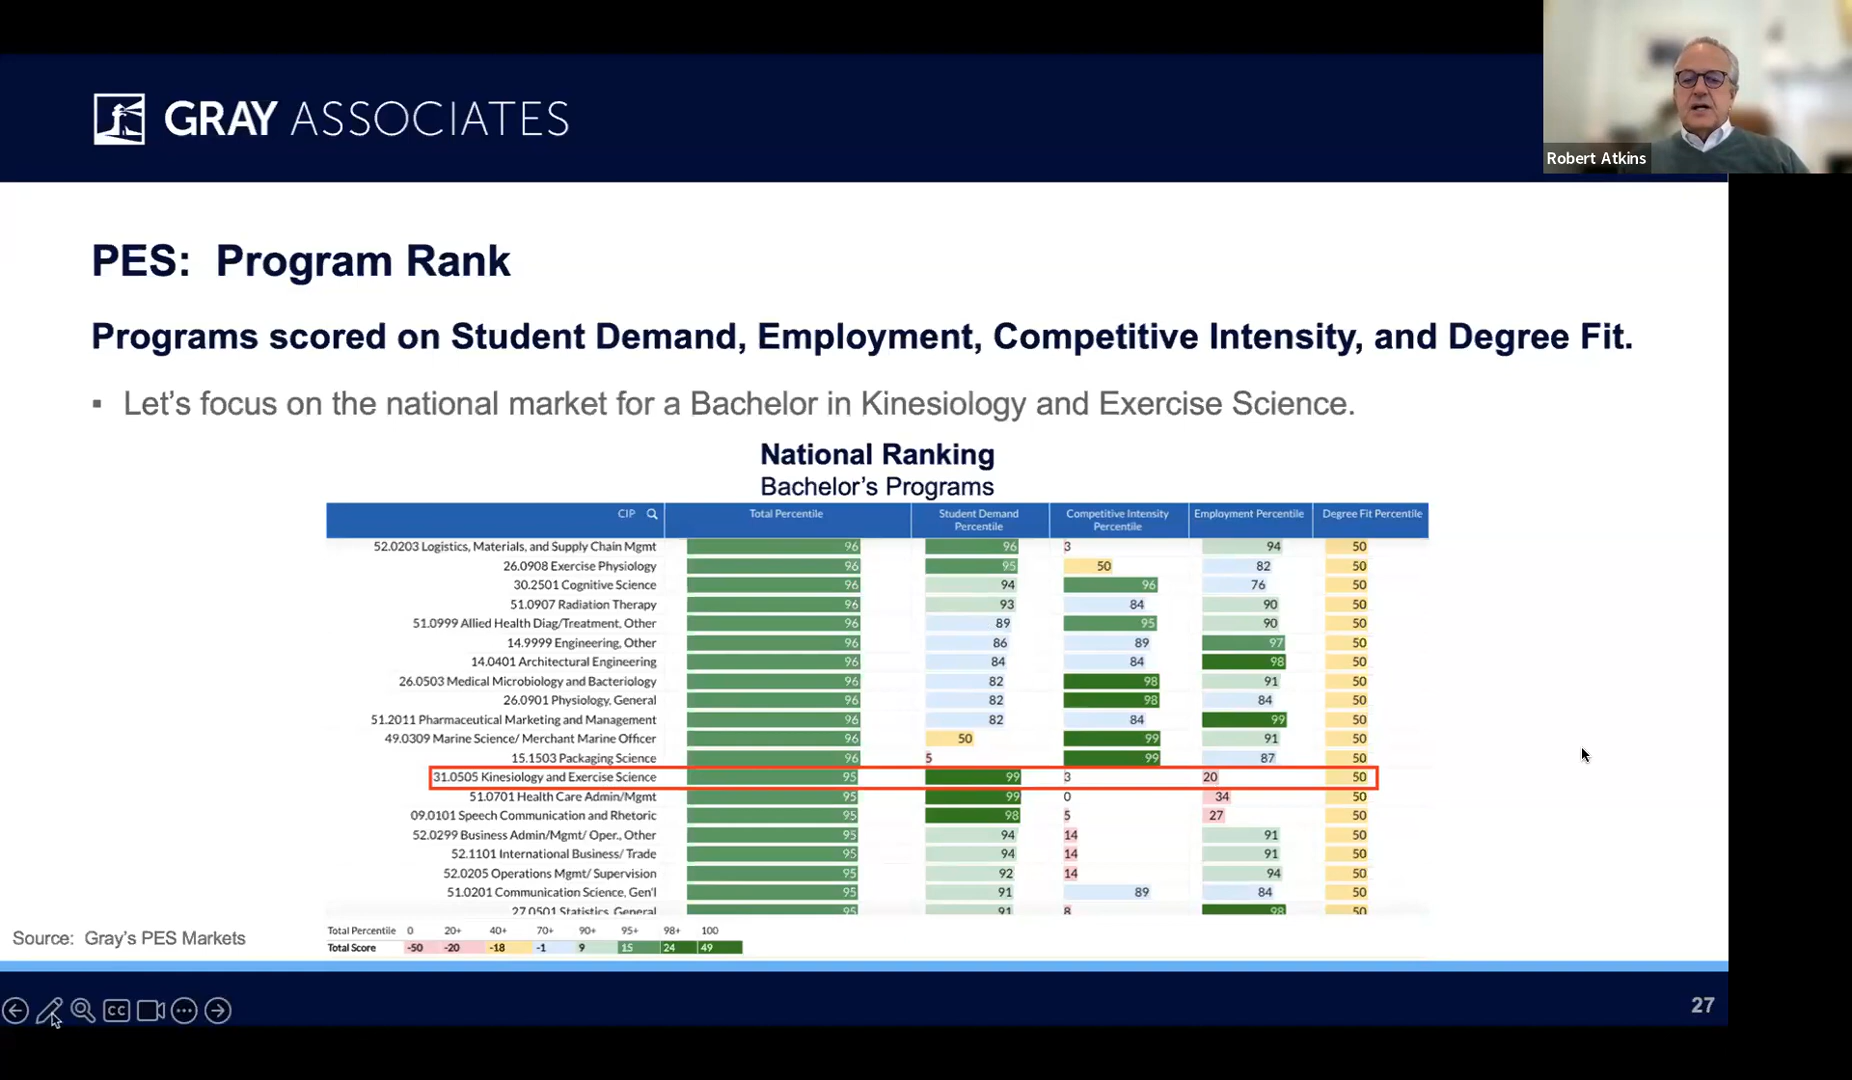 GRAY ASSOCIATES
Robert Atkins
PES: Program Rank
Programs scored on Student Demand, Employment, Competitive Intensity, and Degree Fit.
▪ Let's focus on the national market for a Bachelor in Kinesiology and Exercise Science.
National Ranking
Bachelor's Programs
CIP Total Percentile Student Demand Percentile Competitive Intensity Percentile Employment Percentile Degree Fit Percentile
52.0203 Logistics, Materials, and Supply Chain Mgmt 96 96 3 94 50
26.0908 Exercise Physiology 96 95 50 82 50
30.2501 Cognitive Science 96 94 96 76 50
51.0907 Radiation Therapy 96 93 84 90 50
51.0999 Allied Health Diag/Treatment, Other 96 89 95 90 50
14.9999 Engineering, Other 96 86 89 97 50
14.0401 Architectural Engineering 96 84 84 98 50
26.0503 Medical Microbiology and Bacteriology 96 82 98 91 50
26.0901 Physiology, General 96 82 98 84 50
51.2011 Pharmaceutical Marketing and Management 96 82 84 99 50
49.0309 Marine Science/ Merchant Marine Officer 96 50 99 91 50
15.1503 Packaging Science 96 5 99 87 50
31.0505 Kinesiology and Exercise Science 95 99 3 20 50
51.0701 Health Care Admin/Mgmt 95 99 0 34 50
09.0101 Speech Communication and Rhetoric 95 98 5 27 50
52.0299 Business Admin/Mgmt/ Oper., Other 95 94 14 91 50
52.1101 International Business/ Trade 95 94 14 91 50
52.0205 Operations Mgmt/ Supervision 95 92 14 94 50
51.0201 Communication Science, Gen'l 95 91 89 84 50
27.0501 Statistics, General 95 91 8 98 50
Total Percentile 0 20+ 40+ 70+ 90+ 95+ 98+ 100
Total Score -50 -20 -18 -1 9 15 24 49
Source: Gray's PES Markets
CC
27